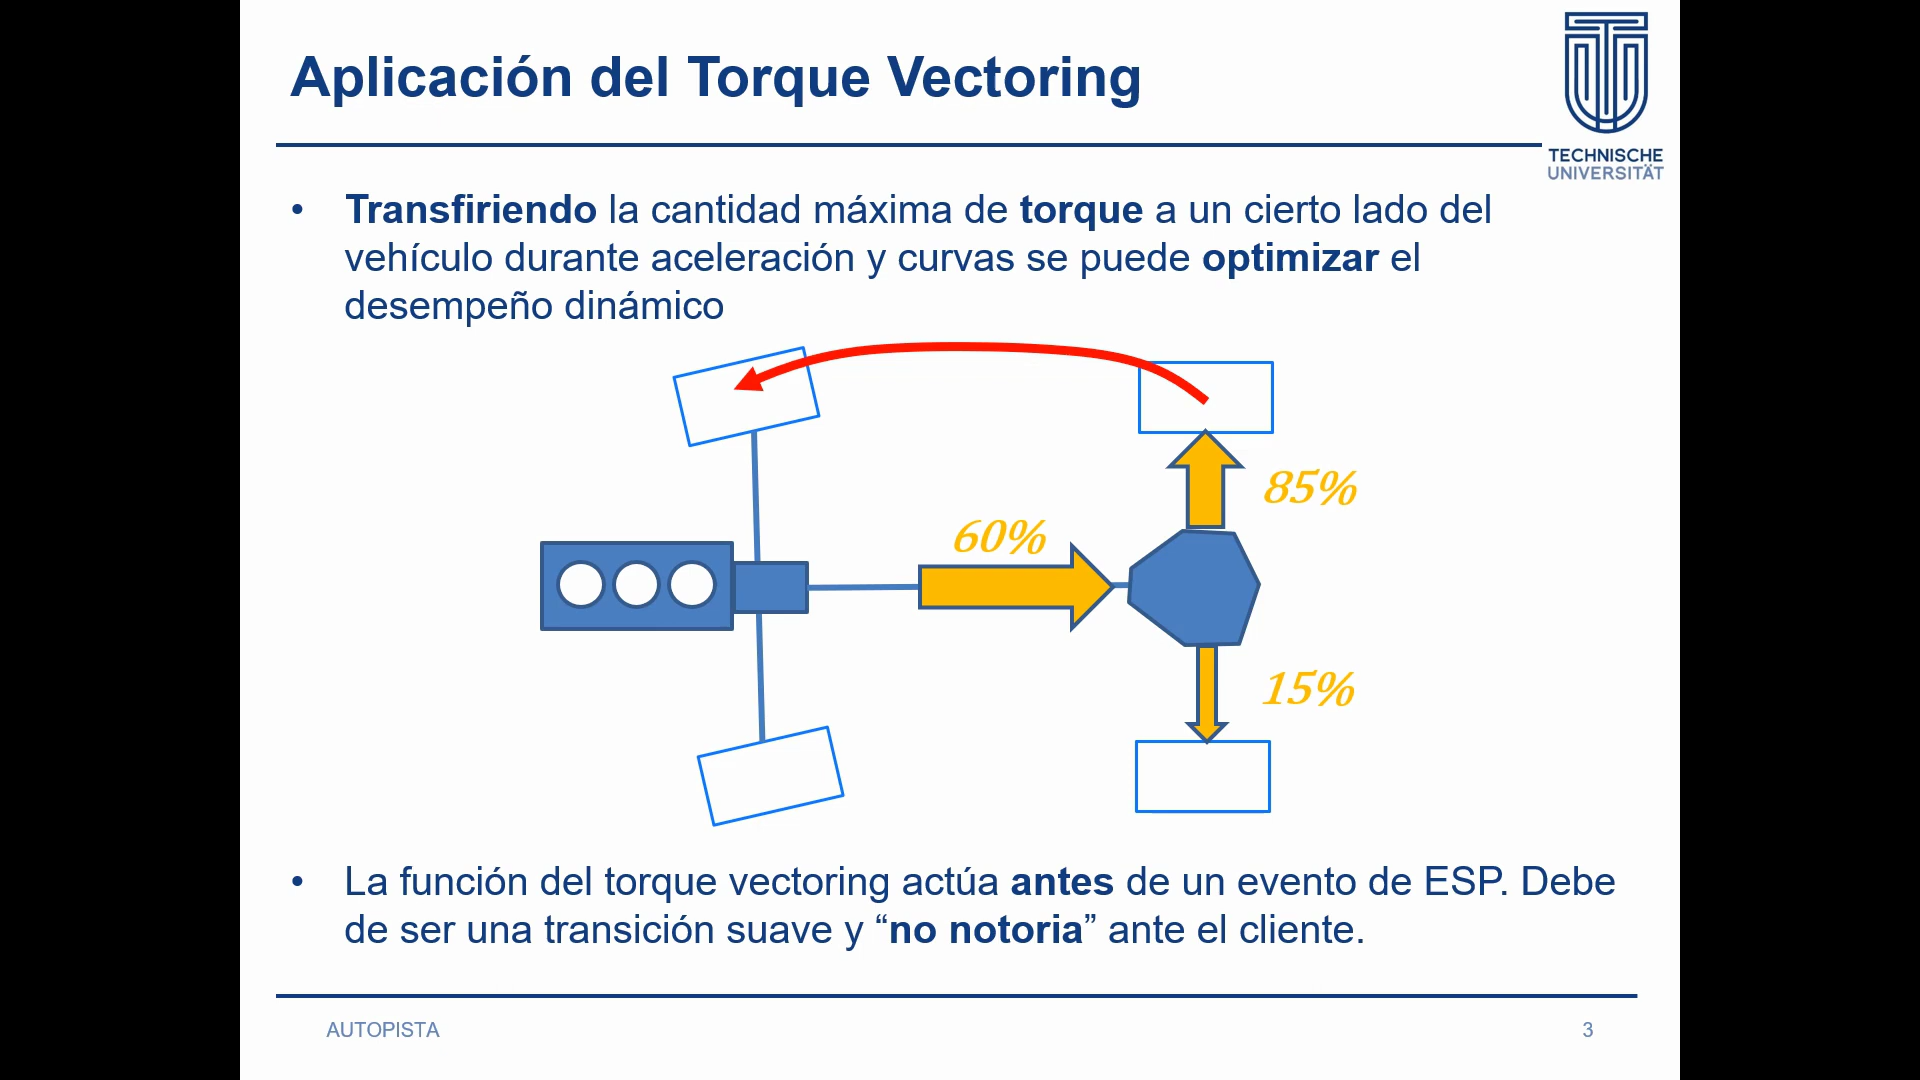 Aplicación del Torque Vectoring
TECHNISCHE
UNIVERSITÄT
• Transfiriendo la cantidad máxima de torque a un cierto lado del
vehículo durante aceleración y curvas se puede optimizar el
desempeño dinámico
85%
60%
15%
• La función del torque vectoring actúa antes de un evento de ESP. Debe
de ser una transición suave y “no notoria” ante el cliente.
AUTOPISTA
3